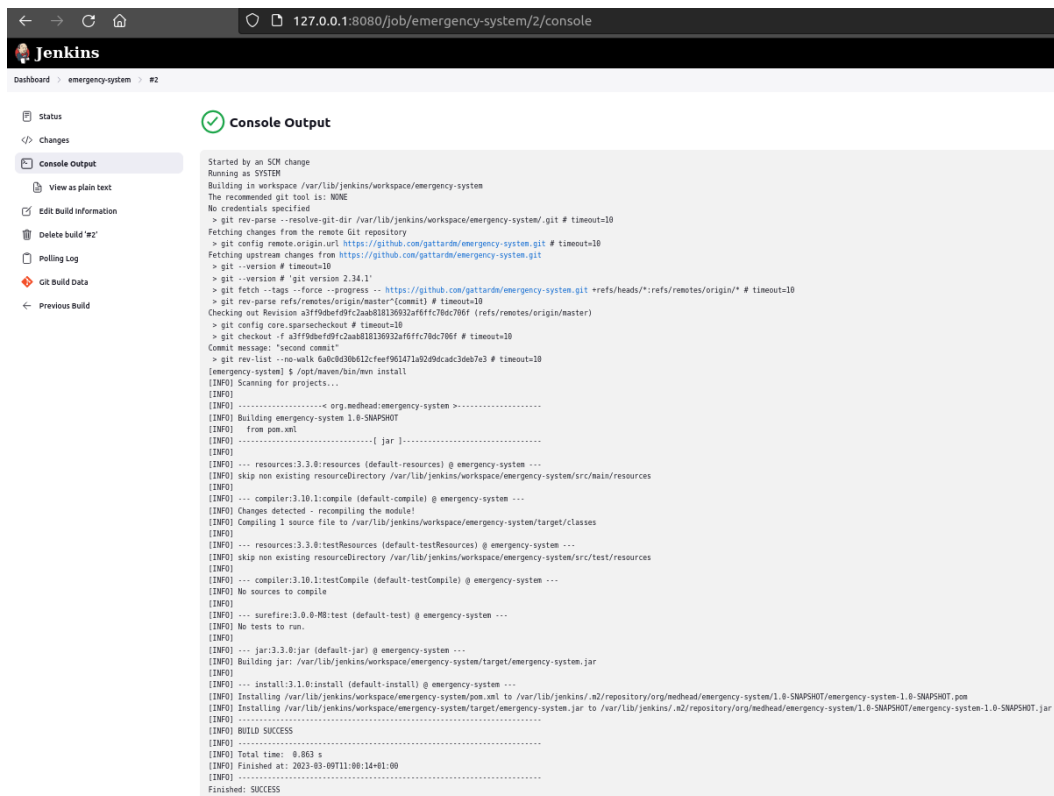 127.0.0.1:8080/job/emergency-system/2/console
Jenkins
Dashboard > emergency-system > #2
Status
Changes
Console Output
View as plain text
Edit Build Information
Delete build '#2'
Polling Log
Git Build Data
Previous Build
Console Output
Started by an SCM change
Running as SYSTEM
Building in workspace /var/lib/jenkins/workspace/emergency-system
The recommended git tool is: NONE
No credentials specified
> git rev-parse --resolve-git-dir /var/lib/jenkins/workspace/emergency-system/.git # timeout=10
Fetching changes from the remote Git repository
> git config remote.origin.url https://github.com/gattardm/emergency-system.git # timeout=10
Fetching upstream changes from https://github.com/gattardm/emergency-system.git
> git --version # timeout=10
> git --version # 'git version 2.34.1'
> git fetch --tags --force --progress -- https://github.com/gattardm/emergency-system.git +refs/heads/*:refs/remotes/origin/* # timeout=10
> git rev-parse refs/remotes/origin/master^{commit} # timeout=10
Checking out Revision a3ff9dbefd9fc2aab818136932af6ffc70dc706f (refs/remotes/origin/master)
> git config core.sparsecheckout # timeout=10
> git checkout -f a3ff9dbefd9fc2aab818136932af6ffc70dc706f # timeout=10
Commit message: "second commit"
> git rev-list --no-walk 6a0c0d30b612cfeef961471a92d9dcadc3deb7e3 # timeout=10
[emergency-system] $ /opt/maven/bin/mvn install
[INFO] Scanning for projects...
[INFO]
[INFO] --------------------< org.medhead:emergency-system >--------------------
[INFO] Building emergency-system 1.0-SNAPSHOT
[INFO]   from pom.xml
[INFO] --------------------------------[ jar ]---------------------------------
[INFO]
[INFO] --- resources:3.3.0:resources (default-resources) @ emergency-system ---
[INFO] skip non existing resourceDirectory /var/lib/jenkins/workspace/emergency-system/src/main/resources
[INFO]
[INFO] --- compiler:3.10.1:compile (default-compile) @ emergency-system ---
[INFO] Changes detected - recompiling the module!
[INFO] Compiling 1 source file to /var/lib/jenkins/workspace/emergency-system/target/classes
[INFO]
[INFO] --- resources:3.3.0:testResources (default-testResources) @ emergency-system ---
[INFO] skip non existing resourceDirectory /var/lib/jenkins/workspace/emergency-system/src/test/resources
[INFO]
[INFO] --- compiler:3.10.1:testCompile (default-testCompile) @ emergency-system ---
[INFO] No sources to compile
[INFO]
[INFO] --- surefire:3.0.0-M8:test (default-test) @ emergency-system ---
[INFO] No tests to run.
[INFO]
[INFO] --- jar:3.3.0:jar (default-jar) @ emergency-system ---
[INFO] Building jar: /var/lib/jenkins/workspace/emergency-system/target/emergency-system.jar
[INFO]
[INFO] --- install:3.1.0:install (default-install) @ emergency-system ---
[INFO] Installing /var/lib/jenkins/workspace/emergency-system/pom.xml to /var/lib/jenkins/.m2/repository/org/medhead/emergency-system/1.0-SNAPSHOT/emergency-system-1.0-SNAPSHOT.pom
[INFO] Installing /var/lib/jenkins/workspace/emergency-system/target/emergency-system.jar to /var/lib/jenkins/.m2/repository/org/medhead/emergency-system/1.0-SNAPSHOT/emergency-system-1.0-SNAPSHOT.jar
[INFO] ------------------------------------------------------------------------
[INFO] BUILD SUCCESS
[INFO] ------------------------------------------------------------------------
[INFO] Total time:  0.863 s
[INFO] Finished at: 2023-03-09T11:00:14+01:00
[INFO] ------------------------------------------------------------------------
Finished: SUCCESS